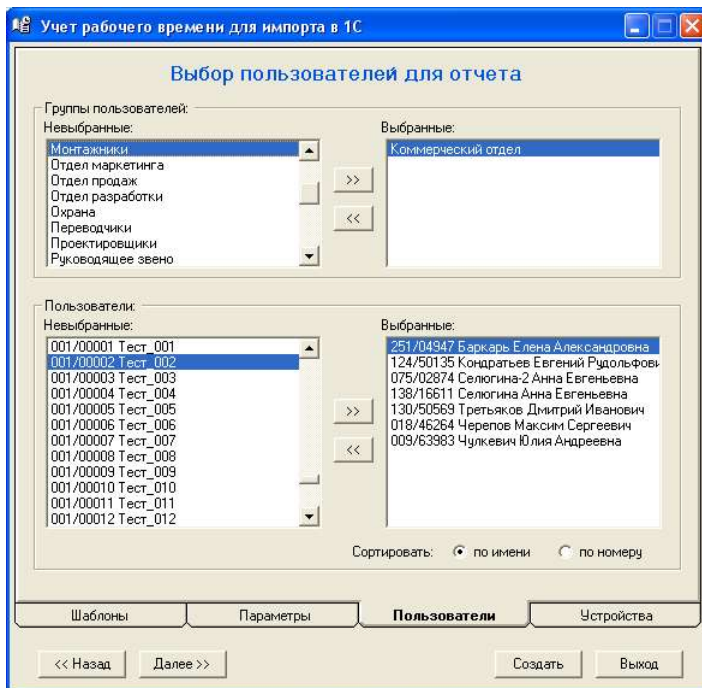 Учет рабочего времени для импорта в 1С
Выбор пользователей для отчета
Группы пользователей:
Невыбранные:
Выбранные:
Монтажники
Отдел маркетинга
Отдел продаж
Отдел разработки
Охрана
Переводчики
Проектировщики
Руководящее звено
>>
<<
Коммерческий отдел
Пользователи:
Невыбранные:
Выбранные:
001/00001 Тест_001
001/00002 Тест_002
001/00003 Тест_003
001/00004 Тест_004
001/00005 Тест_005
001/00006 Тест_006
001/00007 Тест_007
001/00008 Тест_008
001/00009 Тест_009
001/00010 Тест_010
001/00011 Тест_011
001/00012 Тест_012
>>
<<
251/04947 Баркарь Елена Александровна
124/50135 Кондратьев Евгений Рудольфови
075/02874 Селюгина-2 Анна Евгеньевна
138/16611 Селюгина Анна Евгеньевна
130/50569 Третьяков Дмитрий Иванович
018/46264 Черепов Максим Сергеевич
009/63983 Чулкевич Юлия Андреевна
Сортировать: по имени по номеру
Шаблоны Параметры Пользователи Устройства
<< Назад Далее >> Создать Выход